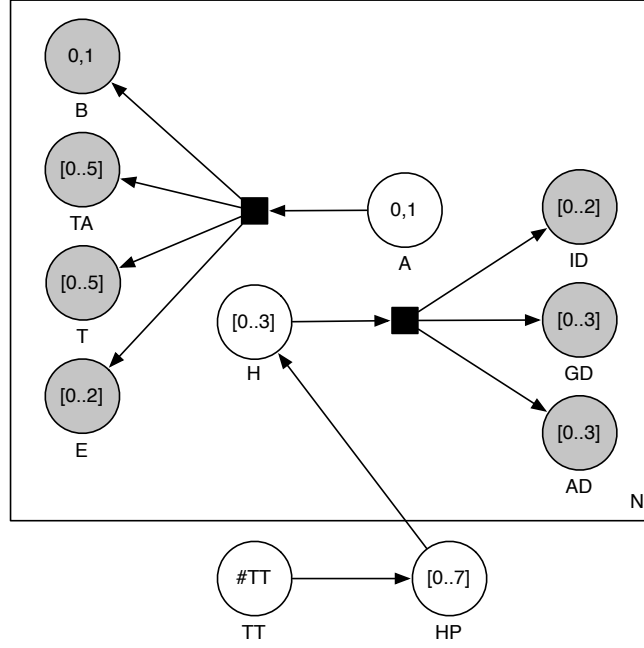 0,1
B
[0..5]
TA
[0..5]
T
[0..2]
E
0,1
A
[0..3]
H
[0..2]
ID
[0..3]
GD
[0..3]
AD
N
#TT
TT
[0..7]
HP